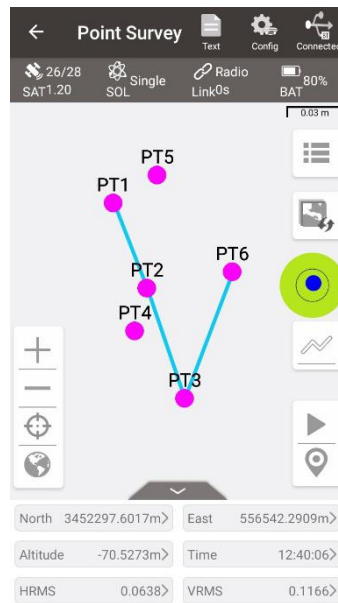 Point Survey
Text Config Connected
26/28 Single Radio 80%
SAT1.20 SOL Link0s BAT
0.03 m
PT5
PT1
PT6
PT2
PT4
PT3
North 3452297.6017m> East 556542.2909m>
Altitude -70.5273m> Time 12:40:06>
HRMS 0.0638> VRMS 0.1166>